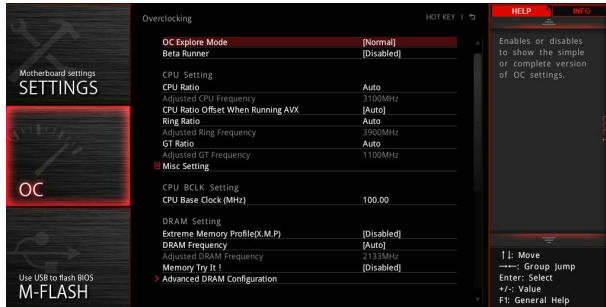 Overclocking
HOT KEY
HELP
INFO
Motherboard settings
SETTINGS
OC
Use USB to flash BIOS
M-FLASH
OC Explore Mode [Normal]
Beta Runner [Disabled]
CPU Setting
CPU Ratio Auto
Adjusted CPU Frequency 3100MHz
CPU Ratio Offset When Running AVX [Auto]
Ring Ratio Auto
Adjusted Ring Frequency 3900MHz
GT Ratio Auto
Adjusted GT Frequency 1100MHz
Misc Setting
CPU BCLK Setting
CPU Base Clock (MHz) 100.00
DRAM Setting
Extreme Memory Profile(X.M.P) [Disabled]
DRAM Frequency [Auto]
Adjusted DRAM Frequency 2133MHz
Memory Try It ! [Disabled]
> Advanced DRAM Configuration
Enables or disables
to show the simple
or complete version
of OC settings.
↑↓: Move
→←: Group Jump
Enter: Select
+/-: Value
F1: General Help